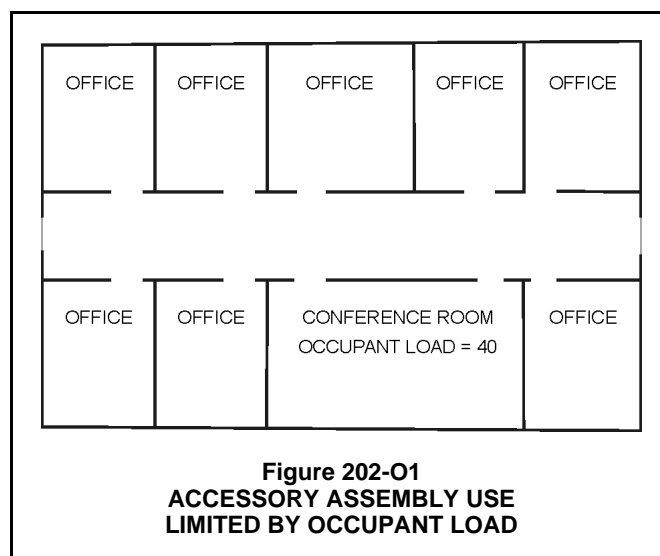 OFFICE OFFICE OFFICE OFFICE OFFICE
OFFICE OFFICE CONFERENCE ROOM OFFICE
OCCUPANT LOAD = 40
Figure 202-O1
ACCESSORY ASSEMBLY USE
LIMITED BY OCCUPANT LOAD